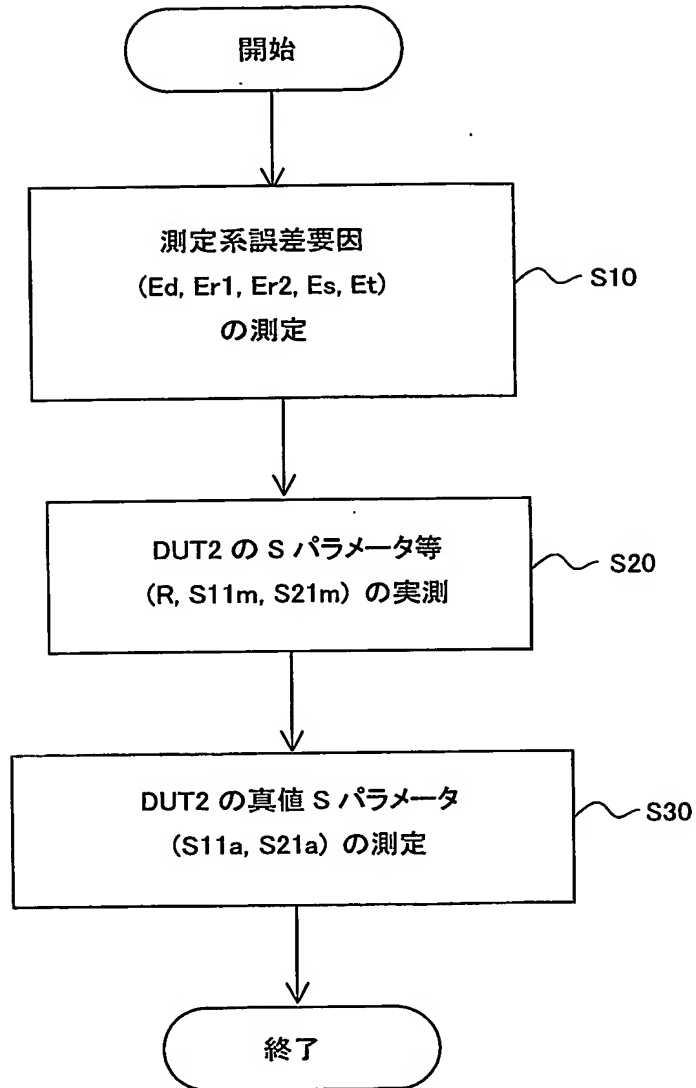 開始
測定系誤差要因
(Ed, Er1, Er2, Es, Et)
の測定
S10
DUT2 の S パラメータ等
(R, S11m, S21m) の実測
S20
DUT2 の真値 S パラメータ
(S11a, S21a) の測定
S30
終了